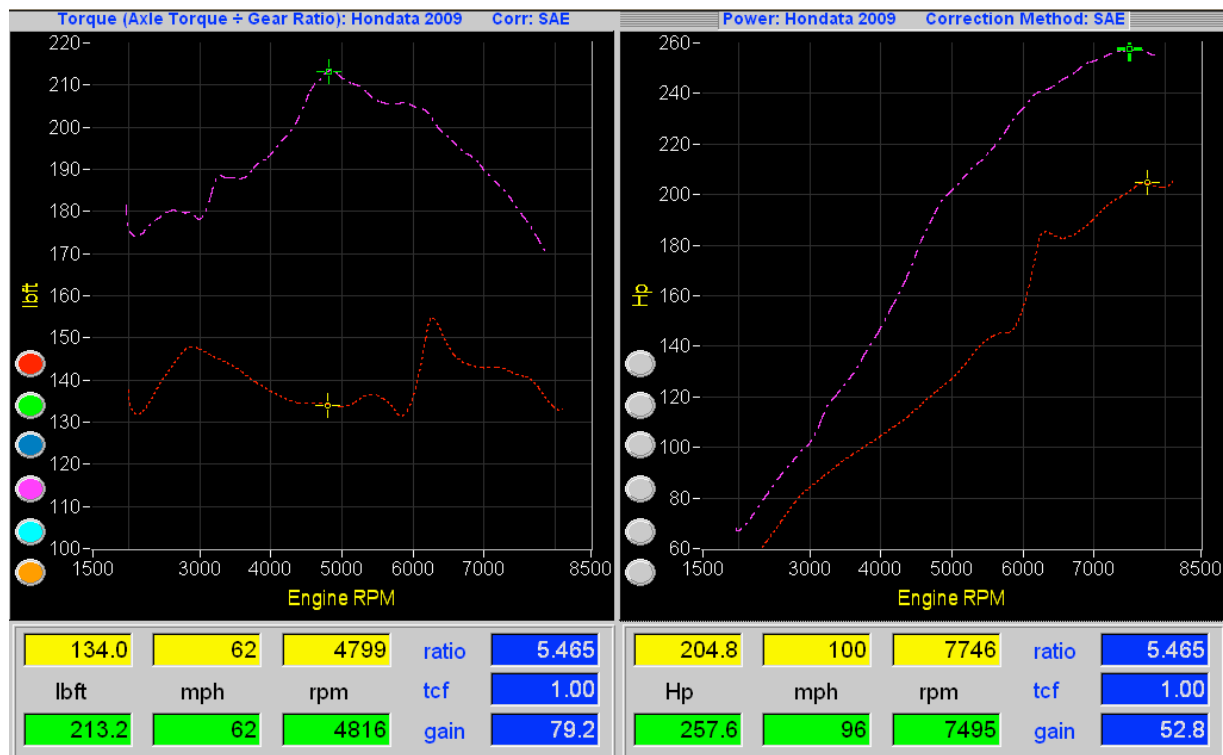 Torque (Axle Torque ÷ Gear Ratio): Hondata 2009 Corr: SAE
220
210
200
190
180
170
160
150
140
130
120
110
100
lbft
1500 3000 4000 5000 6000 7000 8500
Engine RPM
134.0 62 4799 ratio 5.465
lbft mph rpm tcf 1.00
213.2 62 4816 gain 79.2
Power: Hondata 2009 Correction Method: SAE
260
240
220
200
180
160
140
120
100
80
60
Hp
1500 3000 4000 5000 6000 7000 8500
Engine RPM
204.8 100 7746 ratio 5.465
Hp mph rpm tcf 1.00
257.6 96 7495 gain 52.8